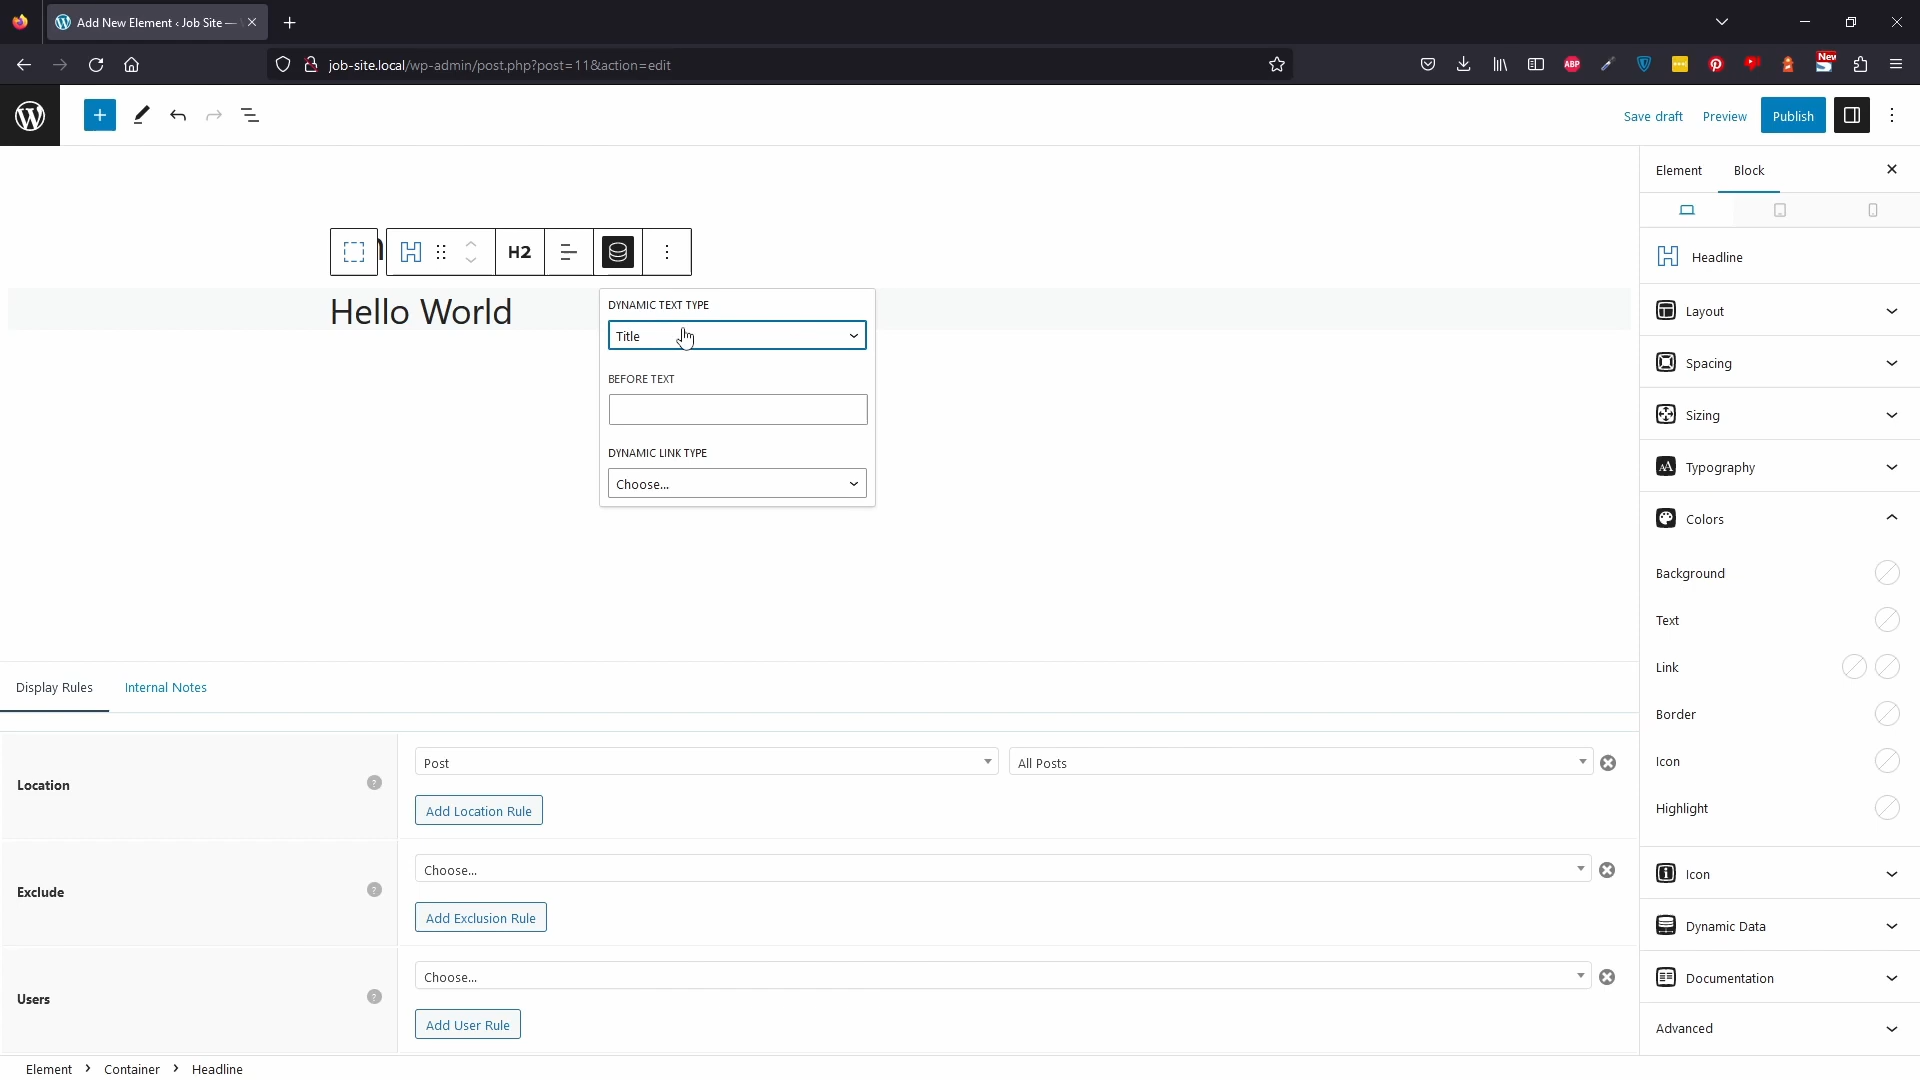 Add New Element ‹ Job Site —
job-site.local/wp-admin/post.php?post=11&action=edit
ABP
New
Save draft
Preview
Publish
Element
Block
H2
Headline
Hello World
DYNAMIC TEXT TYPE
Title
BEFORE TEXT
DYNAMIC LINK TYPE
Choose...
Layout
Spacing
Sizing
Typography
Colors
Background
Text
Link
Border
Icon
Highlight
Icon
Dynamic Data
Documentation
Advanced
Display Rules
Internal Notes
Location
?
Post
All Posts
Add Location Rule
Exclude
?
Choose...
Add Exclusion Rule
Users
?
Choose...
Add User Rule
Element
Container
Headline